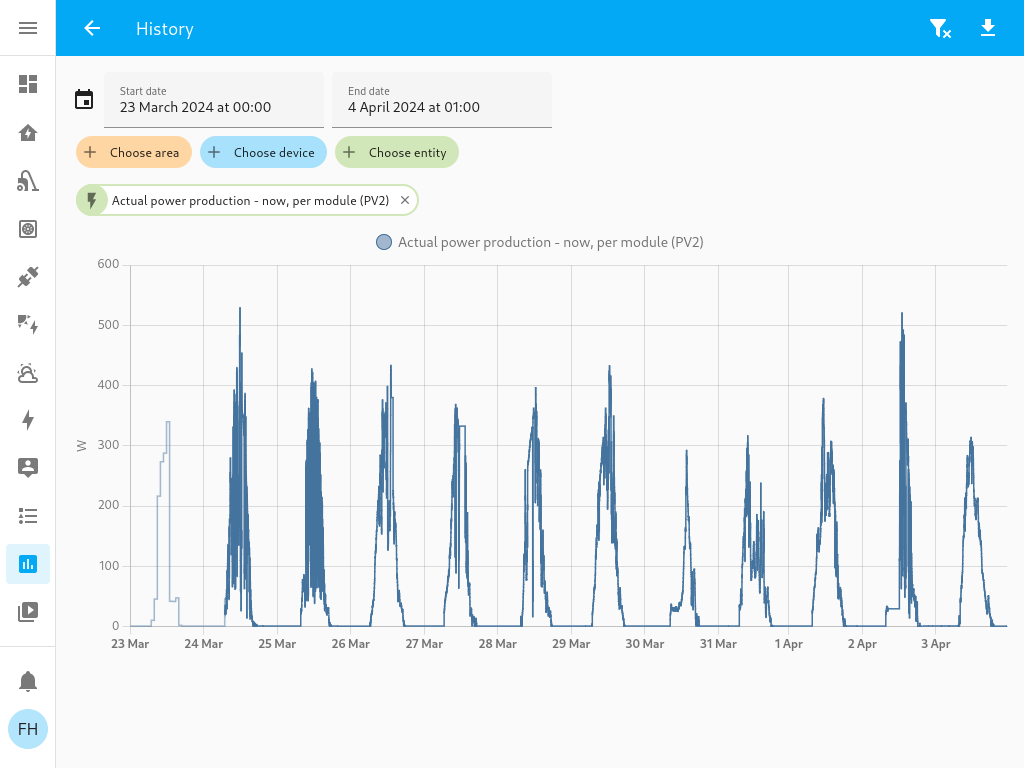 History
Start date
23 March 2024 at 00:00
End date
4 April 2024 at 01:00
Choose area
Choose device
Choose entity
Actual power production - now, per module (PV2)
Actual power production - now, per module (PV2)
600
500
400
300
200
100
0
W
23 Mar
24 Mar
25 Mar
26 Mar
27 Mar
28 Mar
29 Mar
30 Mar
31 Mar
1 Apr
2 Apr
3 Apr
FH